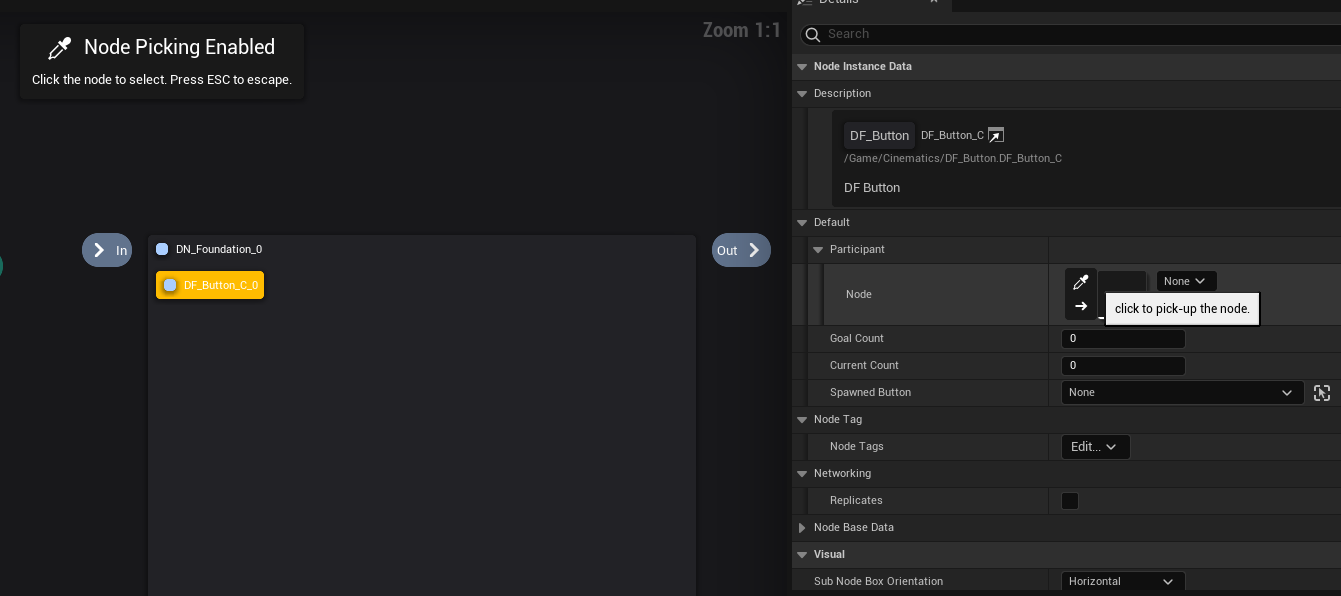 Details
Zoom 1:1
Node Picking Enabled
Click the node to select. Press ESC to escape.
In
DN_Foundation_0
DF_Button_C_0
Out
Search
Node Instance Data
Description
DF_Button DF_Button_C
/Game/Cinematics/DF_Button.DF_Button_C
DF Button
Default
Participant
Node
None
click to pick-up the node.
Goal Count 0
Current Count 0
Spawned Button None
Node Tag
Node Tags Edit...
Networking
Replicates
Node Base Data
Visual
Sub Node Box Orientation Horizontal